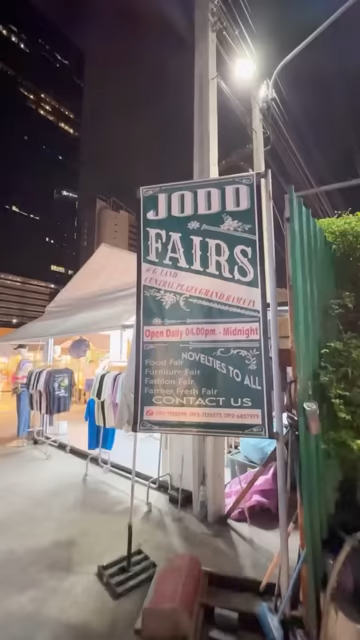 JODD
FAIRS
@G LAND
CENTRAL PLAZA GRAND RAMA IX
Open Daily 04.00pm. - Midnight
NOVELTIES TO ALL
Food Fair
Furniture Fair
Fashion Fair
Farmer Fresh Fair
CONTACT US